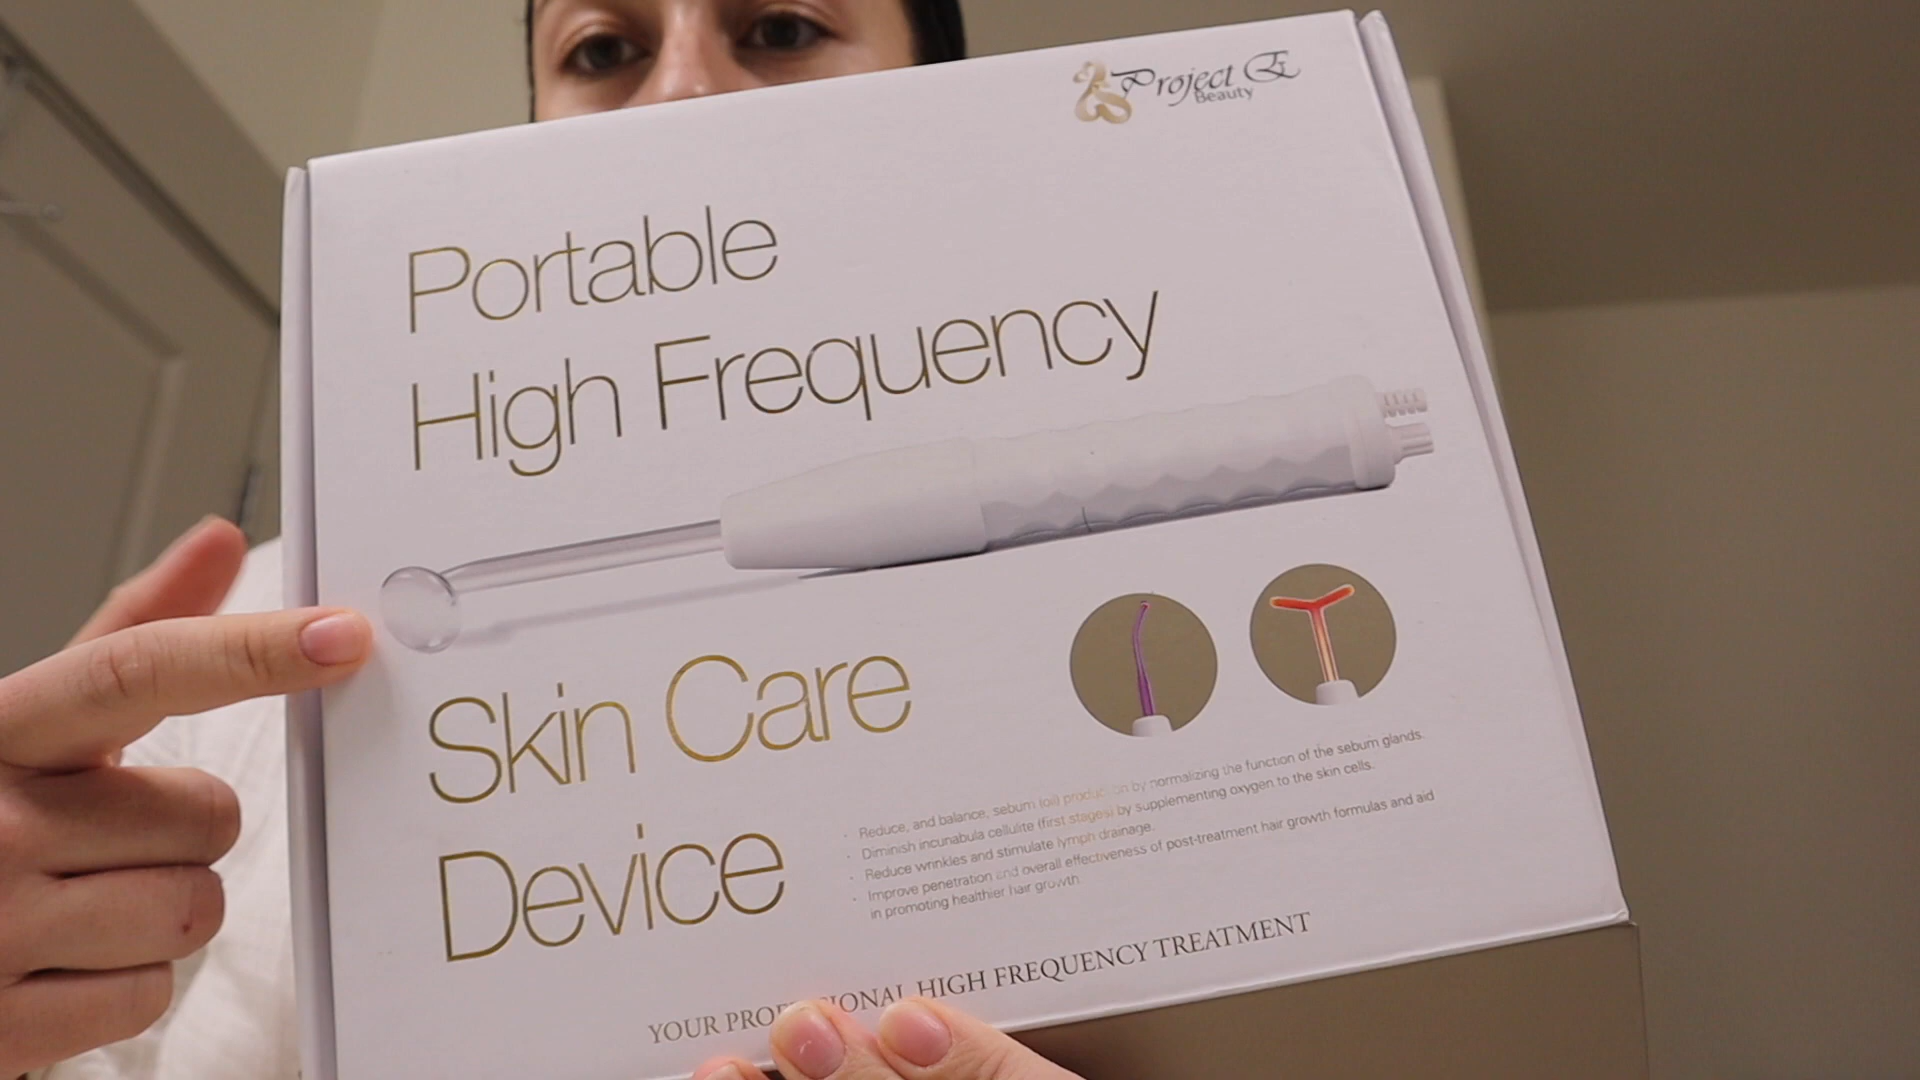 Project E
Beauty
Portable
High Frequency
Skin Care
Device
· Reduce, and balance, sebum (oil) production by normalizing the function of the sebum glands.
· Diminish incunabula cellulite (first stages) by supplementing oxygen to the skin cells.
· Reduce wrinkles and stimulate lymph drainage.
· Improve penetration and overall effectiveness of post-treatment hair growth formulas and aid
in promoting healthier hair growth.
YOUR PROFESSIONAL HIGH FREQUENCY TREATMENT